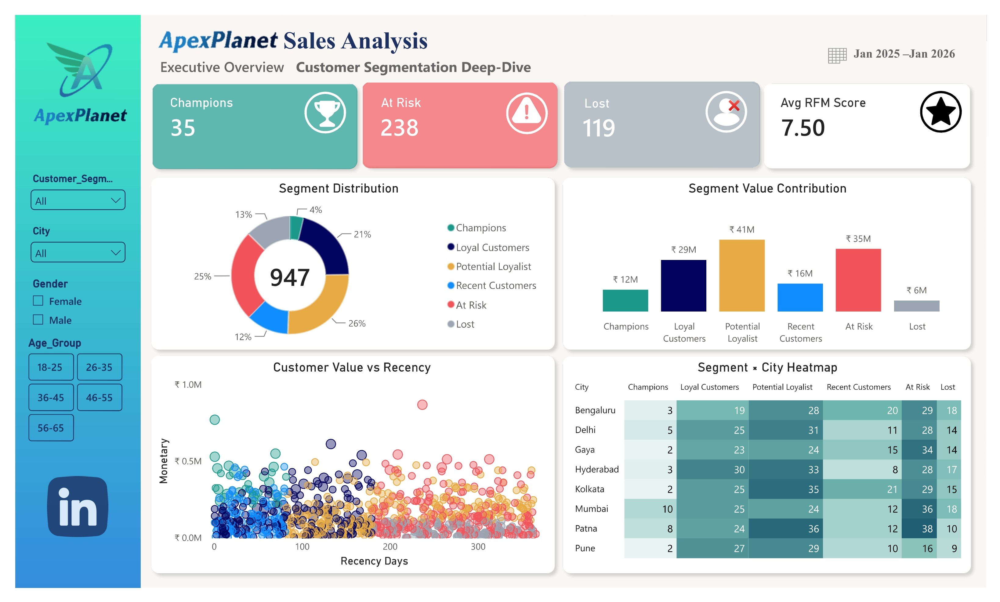 ApexPlanet
Customer_Segm...
All
City
All
Gender
Female
Male
Age_Group
18-25 26-35
36-45 46-55
56-65
in
ApexPlanet Sales Analysis
Executive Overview Customer Segmentation Deep-Dive
Jan 2025 –Jan 2026
Champions
35
At Risk
238
Lost
119
Avg RFM Score
7.50
Segment Distribution
13%
4%
21%
25%
947
26%
12%
Champions
Loyal Customers
Potential Loyalist
Recent Customers
At Risk
Lost
Segment Value Contribution
₹ 12M
₹ 29M
₹ 41M
₹ 16M
₹ 35M
₹ 6M
Champions
Loyal
Customers
Potential
Loyalist
Recent
Customers
At Risk
Lost
Customer Value vs Recency
Monetary
₹ 1.0M
₹ 0.5M
₹ 0.0M
0 100 200 300
Recency Days
Segment × City Heatmap
City Champions Loyal Customers Potential Loyalist Recent Customers At Risk Lost
Bengaluru 3 19 28 20 29 18
Delhi 5 25 31 11 28 14
Gaya 2 23 24 15 34 14
Hyderabad 3 30 33 8 28 17
Kolkata 2 25 35 21 29 15
Mumbai 10 25 24 12 36 18
Patna 8 24 36 12 38 10
Pune 2 27 29 10 16 9